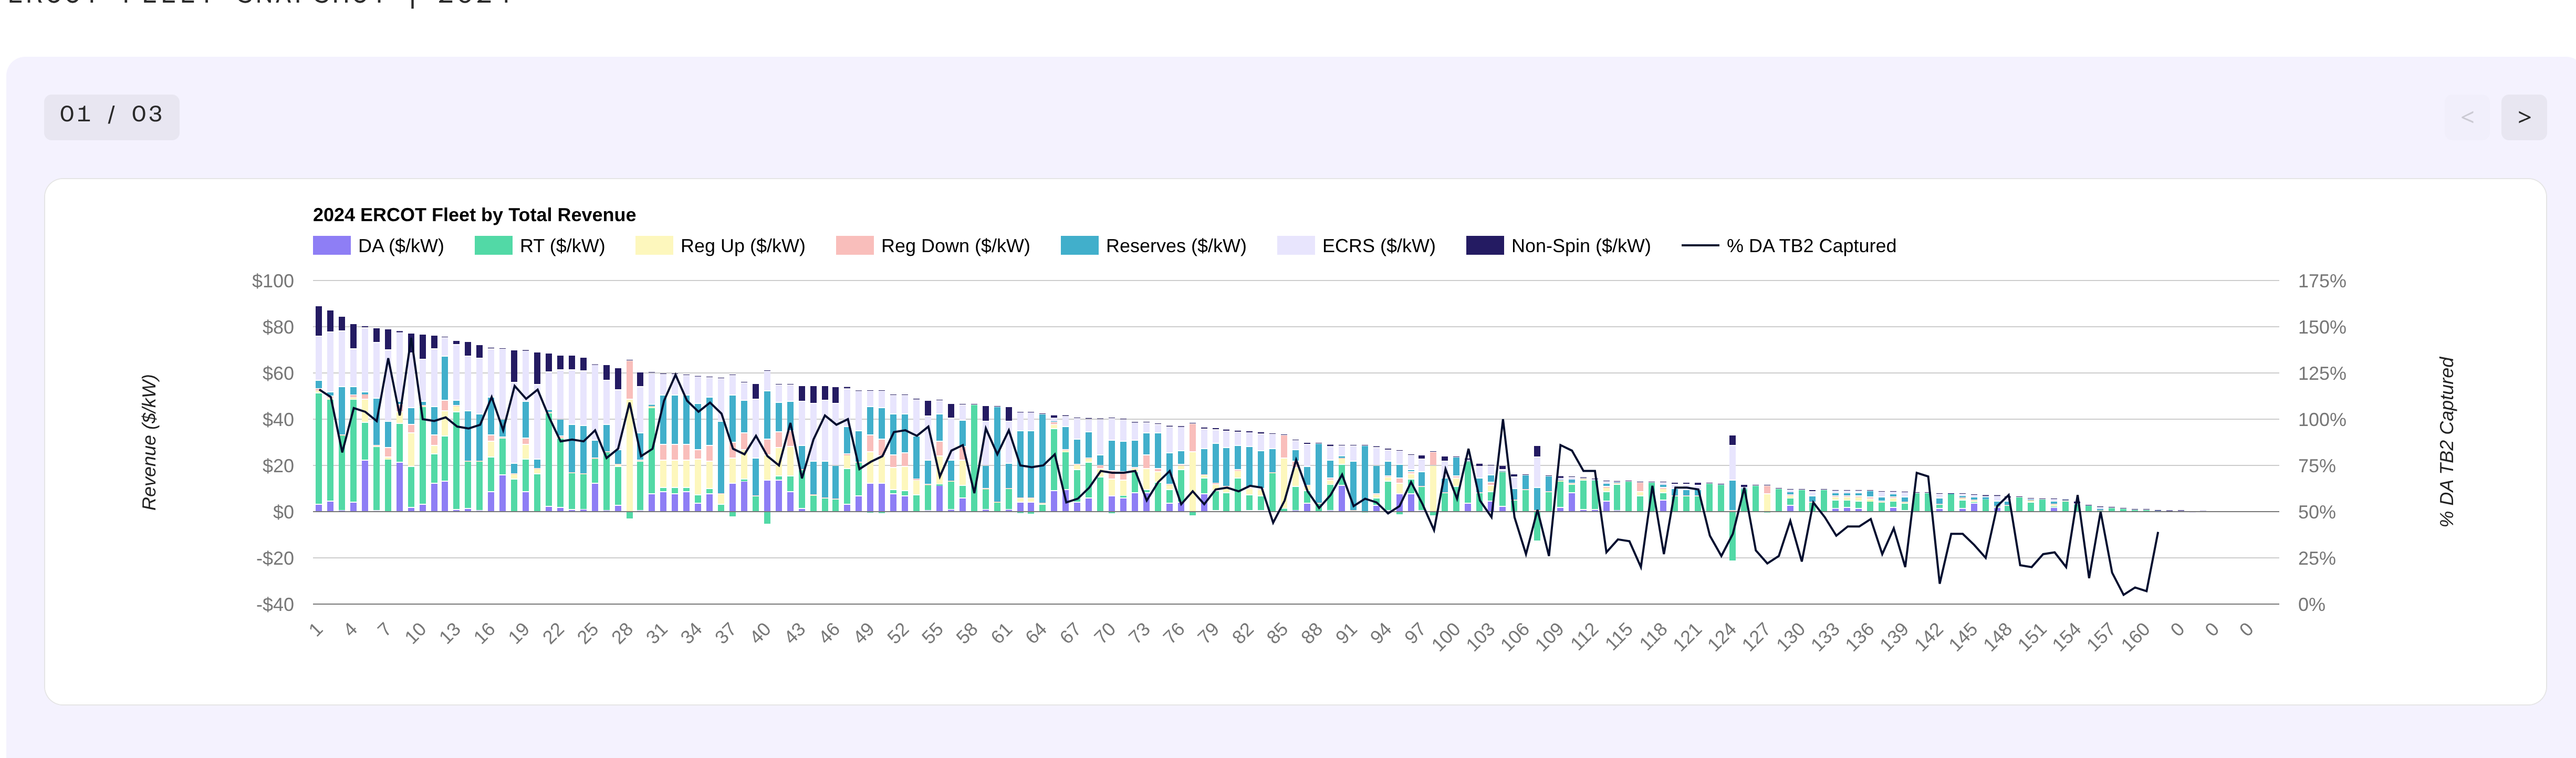 ERCOT FLEET SNAPSHOT | 2024
01 / 03
< >
2024 ERCOT Fleet by Total Revenue
DA ($/kW) RT ($/kW) Reg Up ($/kW) Reg Down ($/kW) Reserves ($/kW) ECRS ($/kW) Non-Spin ($/kW) % DA TB2 Captured
$100 175%
$80 150%
$60 125%
$40 100%
$20 75%
$0 50%
-$20 25%
-$40 0%
Revenue ($/kW)
% DA TB2 Captured
1 4 7 10 13 16 19 22 25 28 31 34 37 40 43 46 49 52 55 58 61 64 67 70 73 76 79 82 85 88 91 94 97 100 103 106 109 112 115 118 121 124 127 130 133 136 139 142 145 148 151 154 157 160 0 0 0